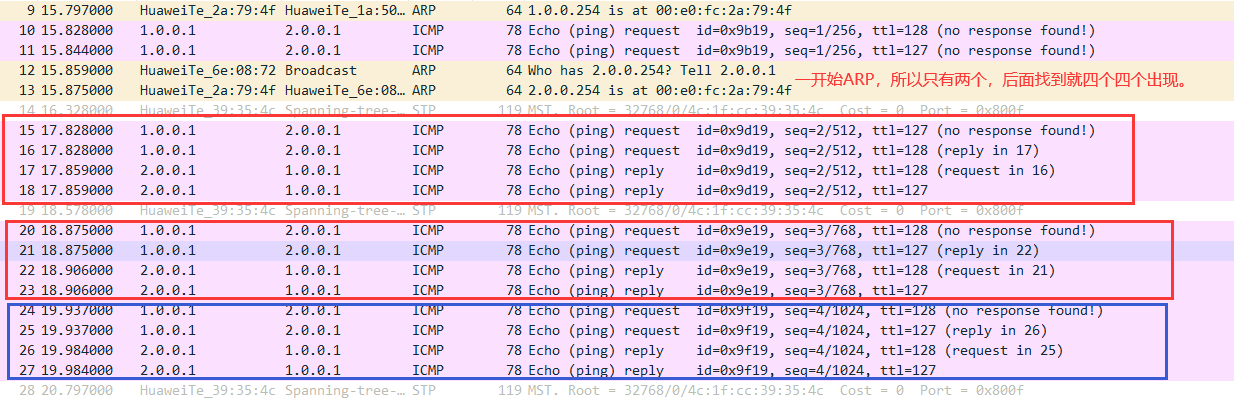 9 15.797000 HuaweiTe_2a:79:4f HuaweiTe_1a:50… ARP 64 1.0.0.254 is at 00:e0:fc:2a:79:4f
10 15.828000 1.0.0.1 2.0.0.1 ICMP 78 Echo (ping) request id=0x9b19, seq=1/256, ttl=128 (no response found!)
11 15.844000 1.0.0.1 2.0.0.1 ICMP 78 Echo (ping) request id=0x9b19, seq=1/256, ttl=127 (no response found!)
12 15.859000 HuaweiTe_6e:08:72 Broadcast ARP 64 Who has 2.0.0.254? Tell 2.0.0.1
13 15.875000 HuaweiTe_2a:79:4f HuaweiTe_6e:08… ARP 64 2.0.0.254 is at 00:e0:fc:2a:79:4f
一开始ARP，所以只有两个，后面找到就四个四个出现。
14 16.328000 HuaweiTe_39:35:4c Spanning-tree-… STP 119 MST. Root = 32768/0/4c:1f:cc:39:35:4c Cost = 0 Port = 0x800f
15 17.828000 1.0.0.1 2.0.0.1 ICMP 78 Echo (ping) request id=0x9d19, seq=2/512, ttl=127 (no response found!)
16 17.828000 1.0.0.1 2.0.0.1 ICMP 78 Echo (ping) request id=0x9d19, seq=2/512, ttl=128 (reply in 17)
17 17.859000 2.0.0.1 1.0.0.1 ICMP 78 Echo (ping) reply id=0x9d19, seq=2/512, ttl=128 (request in 16)
18 17.859000 2.0.0.1 1.0.0.1 ICMP 78 Echo (ping) reply id=0x9d19, seq=2/512, ttl=127
19 18.578000 HuaweiTe_39:35:4c Spanning-tree-… STP 119 MST. Root = 32768/0/4c:1f:cc:39:35:4c Cost = 0 Port = 0x800f
20 18.875000 1.0.0.1 2.0.0.1 ICMP 78 Echo (ping) request id=0x9e19, seq=3/768, ttl=128 (no response found!)
21 18.875000 1.0.0.1 2.0.0.1 ICMP 78 Echo (ping) request id=0x9e19, seq=3/768, ttl=127 (reply in 22)
22 18.906000 2.0.0.1 1.0.0.1 ICMP 78 Echo (ping) reply id=0x9e19, seq=3/768, ttl=128 (request in 21)
23 18.906000 2.0.0.1 1.0.0.1 ICMP 78 Echo (ping) reply id=0x9e19, seq=3/768, ttl=127
24 19.937000 1.0.0.1 2.0.0.1 ICMP 78 Echo (ping) request id=0x9f19, seq=4/1024, ttl=128 (no response found!)
25 19.937000 1.0.0.1 2.0.0.1 ICMP 78 Echo (ping) request id=0x9f19, seq=4/1024, ttl=127 (reply in 26)
26 19.984000 2.0.0.1 1.0.0.1 ICMP 78 Echo (ping) reply id=0x9f19, seq=4/1024, ttl=128 (request in 25)
27 19.984000 2.0.0.1 1.0.0.1 ICMP 78 Echo (ping) reply id=0x9f19, seq=4/1024, ttl=127
28 20.797000 HuaweiTe_39:35:4c Spanning-tree-… STP 119 MST. Root = 32768/0/4c:1f:cc:39:35:4c Cost = 0 Port = 0x800f